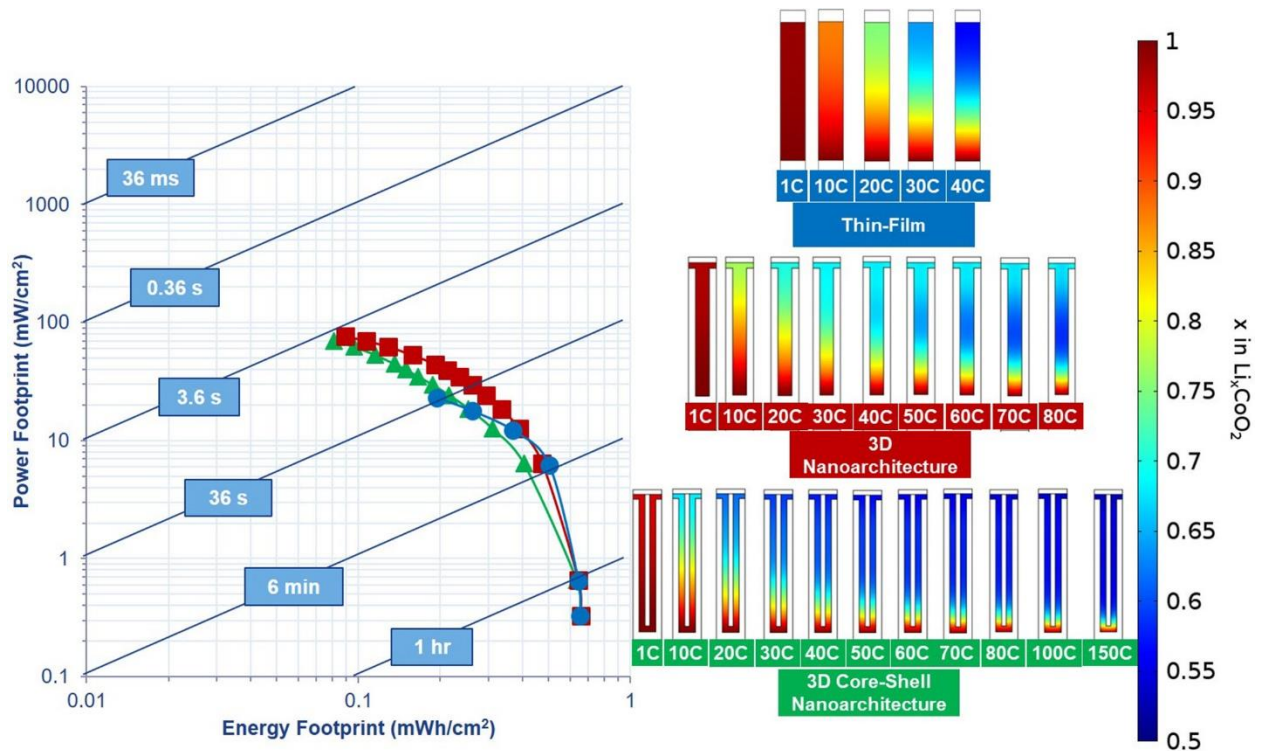 10000
1000
100
10
1
0.1
0.01
0.1
1
Power Footprint (mW/cm²)
Energy Footprint (mWh/cm²)
36 ms
0.36 s
3.6 s
36 s
6 min
1 hr
1C 10C 20C 30C 40C
Thin-Film
1C 10C 20C 30C 40C 50C 60C 70C 80C
3D
Nanoarchitecture
1C 10C 20C 30C 40C 50C 60C 70C 80C 100C 150C
3D Core-Shell
Nanoarchitecture
1
0.95
0.9
0.85
0.8
0.75
0.7
0.65
0.6
0.55
0.5
x in LiₓCoO₂